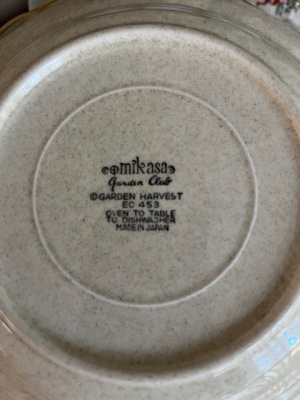 mikasa
Garden Club
©GARDEN HARVEST
EC 453
OVEN TO TABLE
TO DISHWASHER
MADE IN JAPAN